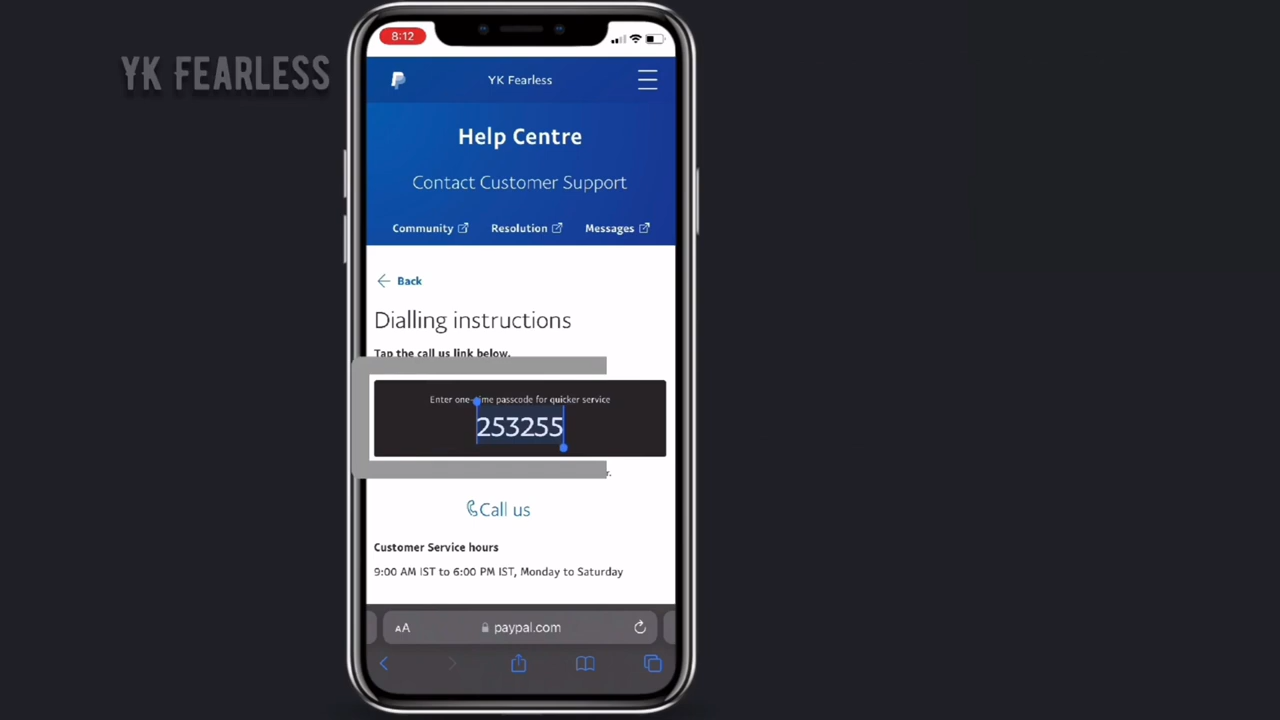 YK FEARLESS
8:12
YK Fearless
Help Centre
Contact Customer Support
Community Resolution Messages
Back
Dialling instructions
Tap the call us link below.
Enter one-time passcode for quicker service
253255
Call us
Customer Service hours
9:00 AM IST to 6:00 PM IST, Monday to Saturday
AA paypal.com